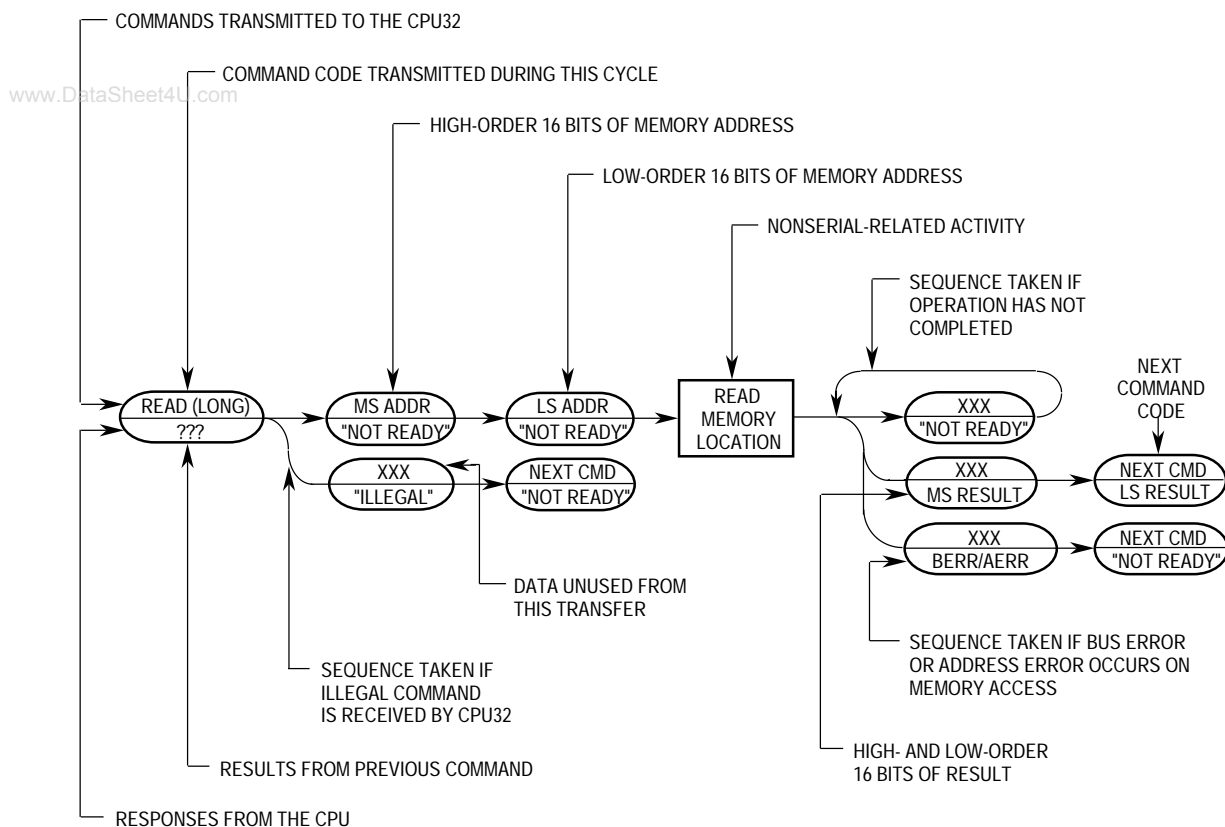 COMMANDS TRANSMITTED TO THE CPU32
COMMAND CODE TRANSMITTED DURING THIS CYCLE
www.DataSheet4U.com
HIGH-ORDER 16 BITS OF MEMORY ADDRESS
LOW-ORDER 16 BITS OF MEMORY ADDRESS
NONSERIAL-RELATED ACTIVITY
SEQUENCE TAKEN IF
OPERATION HAS NOT
COMPLETED
NEXT
COMMAND
CODE
READ (LONG)
???
MS ADDR
"NOT READY"
LS ADDR
"NOT READY"
READ
MEMORY
LOCATION
XXX
"NOT READY"
XXX
"ILLEGAL"
NEXT CMD
"NOT READY"
XXX
MS RESULT
NEXT CMD
LS RESULT
XXX
BERR/AERR
NEXT CMD
"NOT READY"
DATA UNUSED FROM
THIS TRANSFER
SEQUENCE TAKEN IF
ILLEGAL COMMAND
IS RECEIVED BY CPU32
SEQUENCE TAKEN IF BUS ERROR
OR ADDRESS ERROR OCCURS ON
MEMORY ACCESS
HIGH- AND LOW-ORDER
16 BITS OF RESULT
RESULTS FROM PREVIOUS COMMAND
RESPONSES FROM THE CPU